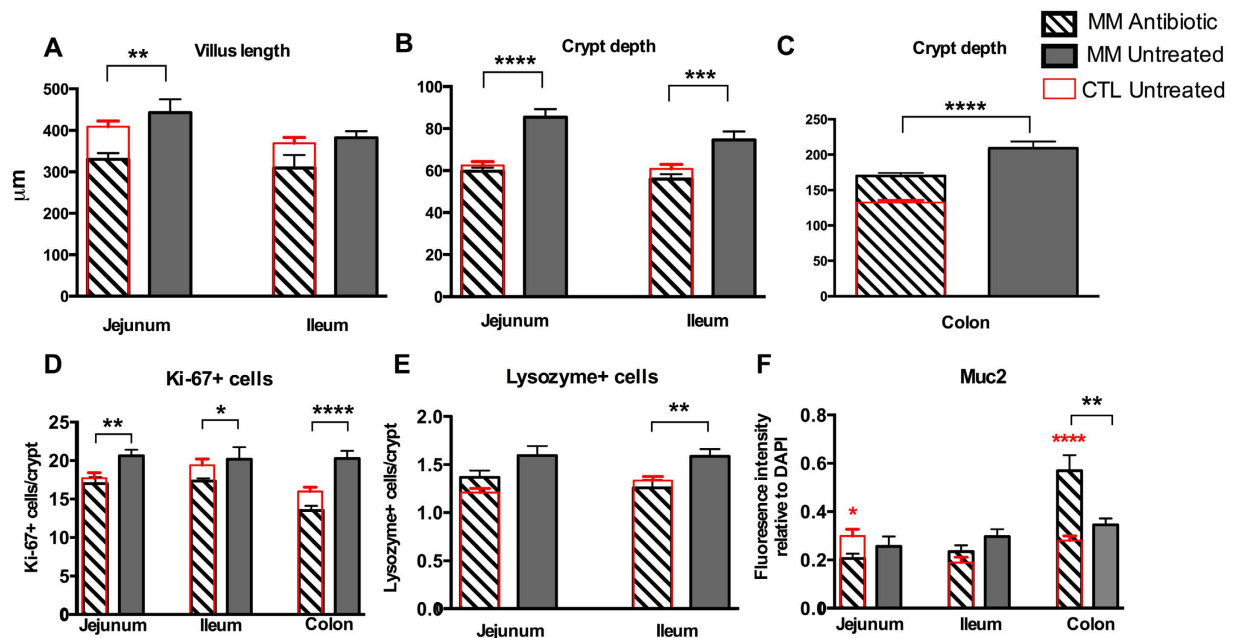 MM Antibiotic
MM Untreated
CTL Untreated
A
Villus length
**
μm
500
400
300
200
100
0
Jejunum
Ileum
B
Crypt depth
****
***
100
80
60
40
20
0
Jejunum
Ileum
C
Crypt depth
****
250
200
150
100
50
0
Colon
D
Ki-67+ cells
**
*
****
Ki-67+ cells/crypt
25
20
15
10
5
0
Jejunum
Ileum
Colon
E
Lysozyme+ cells
**
Lysozyme+ cells/crypt
2.0
1.5
1.0
0.5
0.0
Jejunum
Ileum
F
Muc2
**
****
*
Fluoresence intensity
relative to DAPI
0.8
0.6
0.4
0.2
0.0
Jejunum
Ileum
Colon